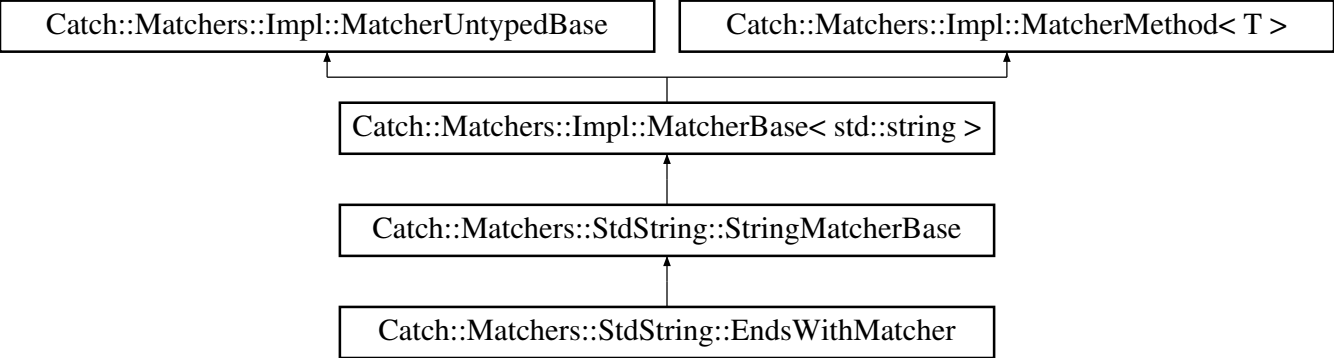 Catch::Matchers::Impl::MatcherUntypedBase
Catch::Matchers::Impl::MatcherMethod< T >
Catch::Matchers::Impl::MatcherBase< std::string >
Catch::Matchers::StdString::StringMatcherBase
Catch::Matchers::StdString::EndsWithMatcher